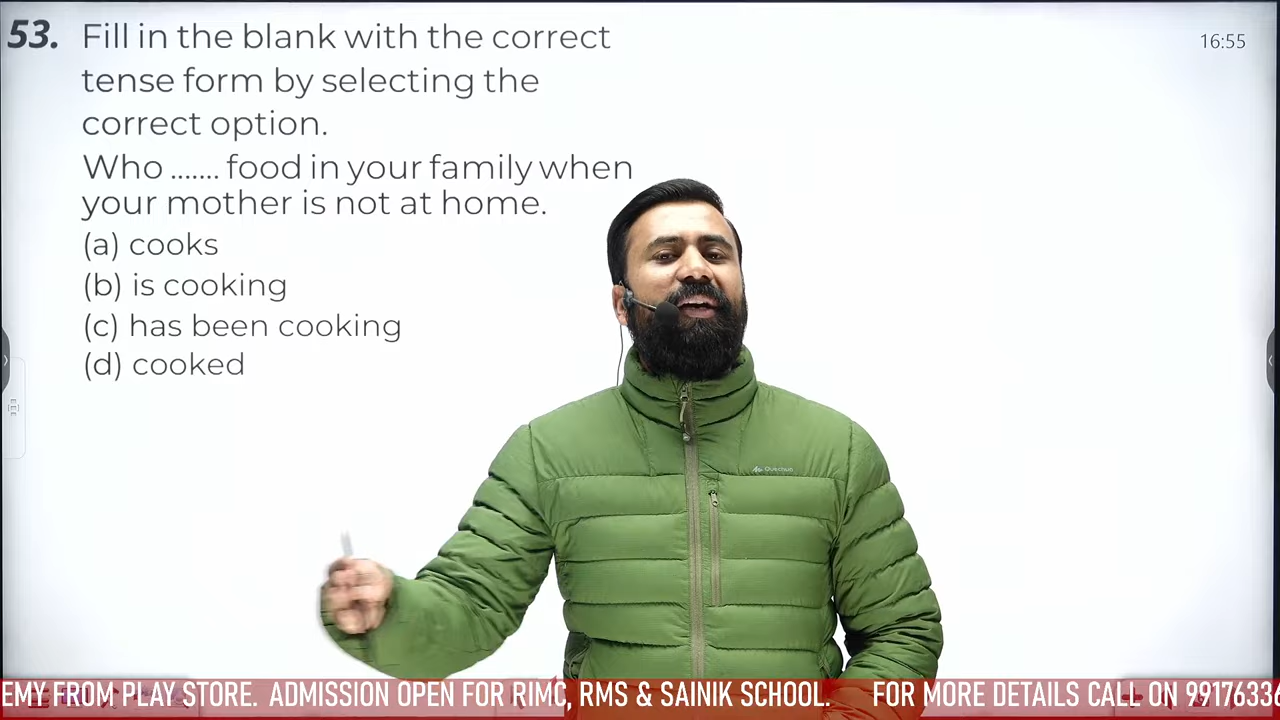 53. Fill in the blank with the correct
16:55
tense form by selecting the
correct option.
Who ....... food in your family when
your mother is not at home.
(a) cooks
(b) is cooking
(c) has been cooking
(d) cooked
Quechua
EMY FROM PLAY STORE. ADMISSION OPEN FOR RIMC, RMS & SAINIK SCHOOL. FOR MORE DETAILS CALL ON 99176336